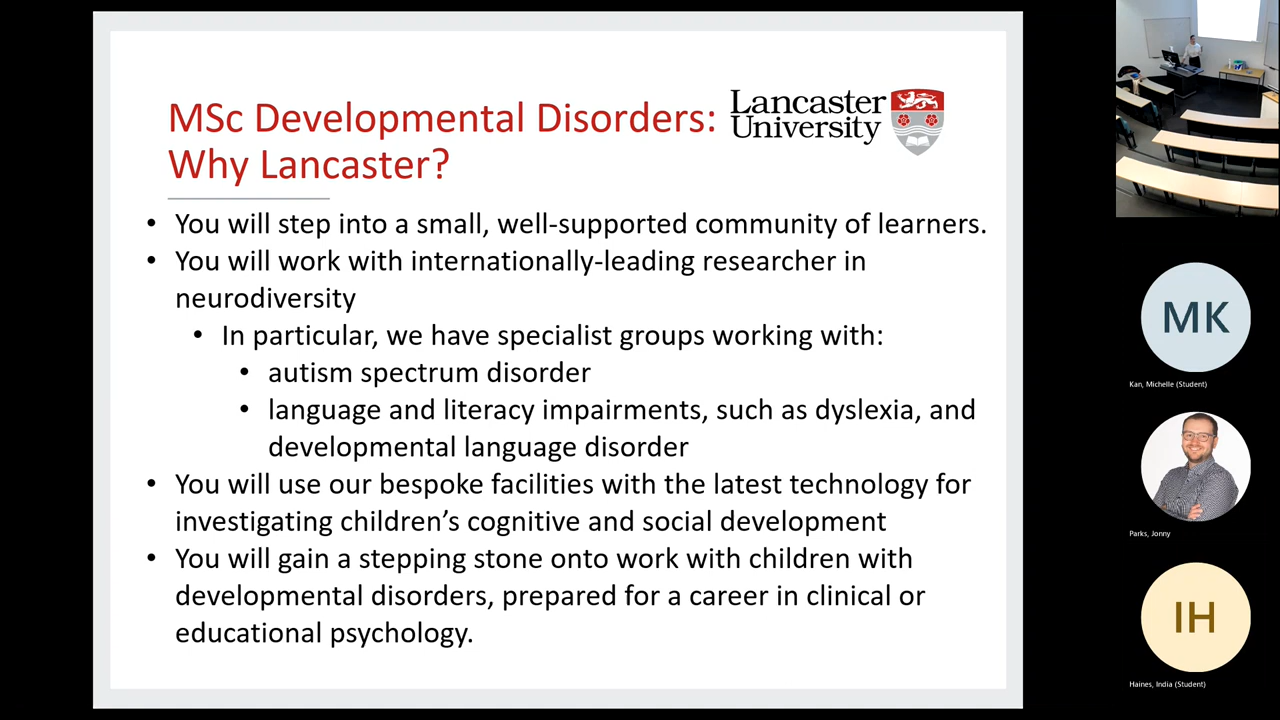 MSc Developmental Disorders:
Why Lancaster?
Lancaster
University
• You will step into a small, well-supported community of learners.
• You will work with internationally-leading researcher in
neurodiversity
• In particular, we have specialist groups working with:
• autism spectrum disorder
• language and literacy impairments, such as dyslexia, and
developmental language disorder
• You will use our bespoke facilities with the latest technology for
investigating children's cognitive and social development
• You will gain a stepping stone onto work with children with
developmental disorders, prepared for a career in clinical or
educational psychology.
MK
Kan, Michelle (Student)
Parks, Jonny
IH
Haines, India (Student)